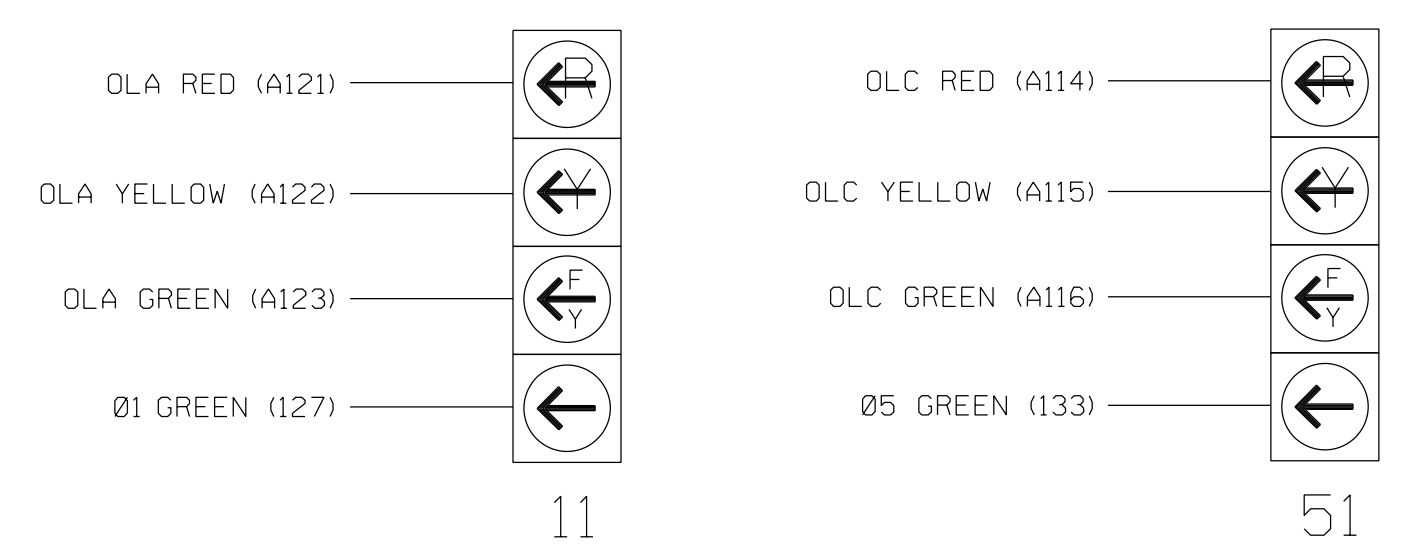 OLA RED (A121)
R
OLA YELLOW (A122)
Y
OLA GREEN (A123)
F
Y
Ø1 GREEN (127)
11
OLC RED (A114)
R
OLC YELLOW (A115)
Y
OLC GREEN (A116)
F
Y
Ø5 GREEN (133)
51